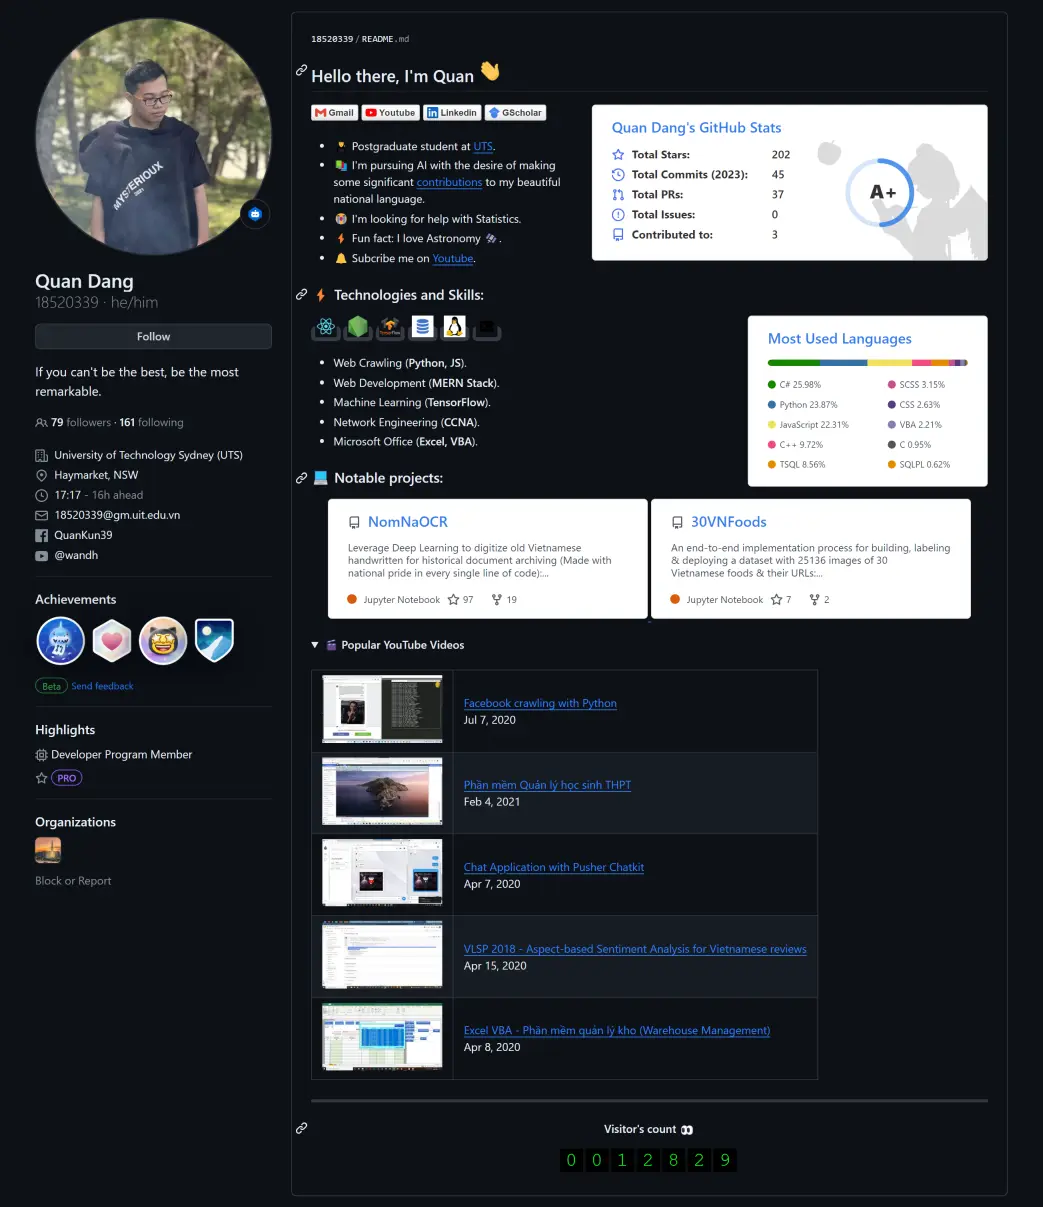 MYSTERIOUX
Quan Dang
18520339 · he/him
Follow
If you can't be the best, be the most
remarkable.
79 followers · 161 following
University of Technology Sydney (UTS)
Haymarket, NSW
17:17 - 16h ahead
18520339@gm.uit.edu.vn
QuanKun39
@wandh
Achievements
Beta Send feedback
Highlights
Developer Program Member
PRO
Organizations
Block or Report
18520339/README.md
Hello there, I'm Quan 👋
Gmail Youtube Linkedin GScholar
Postgraduate student at UTS.
I'm pursuing AI with the desire of making
some significant contributions to my beautiful
national language.
I'm looking for help with Statistics.
Fun fact: I love Astronomy .
Subcribe me on Youtube.
Quan Dang's GitHub Stats
Total Stars: 202
Total Commits (2023): 45
Total PRs: 37
Total Issues: 0
Contributed to: 3
A+
Technologies and Skills:
TensorFlow
Web Crawling (Python, JS).
Web Development (MERN Stack).
Machine Learning (TensorFlow).
Network Engineering (CCNA).
Microsoft Office (Excel, VBA).
Most Used Languages
C# 25.98% SCSS 3.15%
Python 23.87% CSS 2.63%
JavaScript 22.31% VBA 2.21%
C++ 9.72% C 0.95%
TSQL 8.56% SQLPL 0.62%
Notable projects:
NomNaOCR
Leverage Deep Learning to digitize old Vietnamese
handwritten for historical document archiving (Made with
national pride in every single line of code):...
Jupyter Notebook 97 19
30VNFoods
An end-to-end implementation process for building, labeling
& deploying a dataset with 25136 images of 30
Vietnamese foods & their URLs:...
Jupyter Notebook 7 2
Popular YouTube Videos
Facebook crawling with Python
Jul 7, 2020
Phần mềm Quản lý học sinh THPT
Feb 4, 2021
Chat Application with Pusher Chatkit
Apr 7, 2020
VLSP 2018 - Aspect-based Sentiment Analysis for Vietnamese reviews
Apr 15, 2020
Excel VBA - Phần mềm quản lý kho (Warehouse Management)
Apr 8, 2020
Visitor's count
0 0 1 2 8 2 9